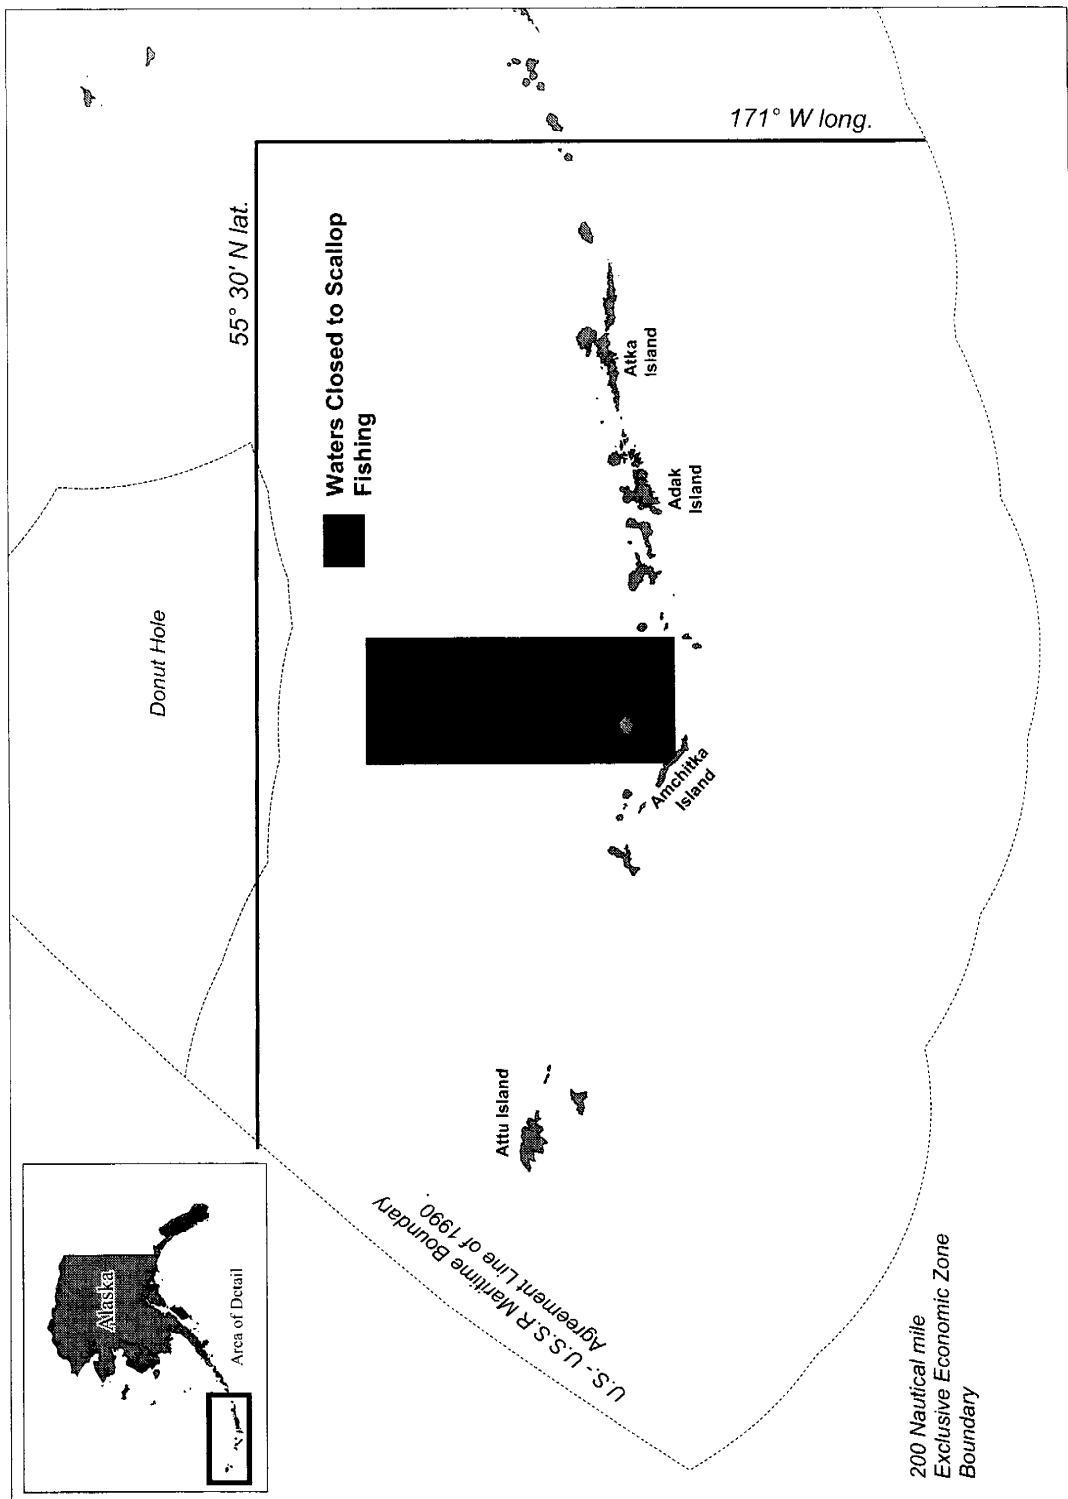 171° W long.
55° 30' N lat.
Waters Closed to Scallop
Fishing
Donut Hole
Atka
Island
Adak
Island
Amchitka
Island
Attu Island
U.S.- U.S.S.R Maritime Boundary
Agreement Line of 1990
Alaska
Area of Detail
200 Nautical mile
Exclusive Economic Zone
Boundary